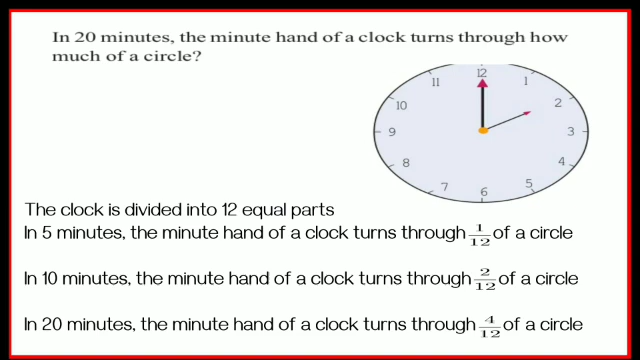 In 20 minutes, the minute hand of a clock turns through how
much of a circle?
12
11
1
10
2
9
3
8
4
7
5
6
The clock is divided into 12 equal parts
In 5 minutes, the minute hand of a clock turns through 1/12 of a circle
In 10 minutes, the minute hand of a clock turns through 2/12 of a circle
In 20 minutes, the minute hand of a clock turns through 4/12 of a circle